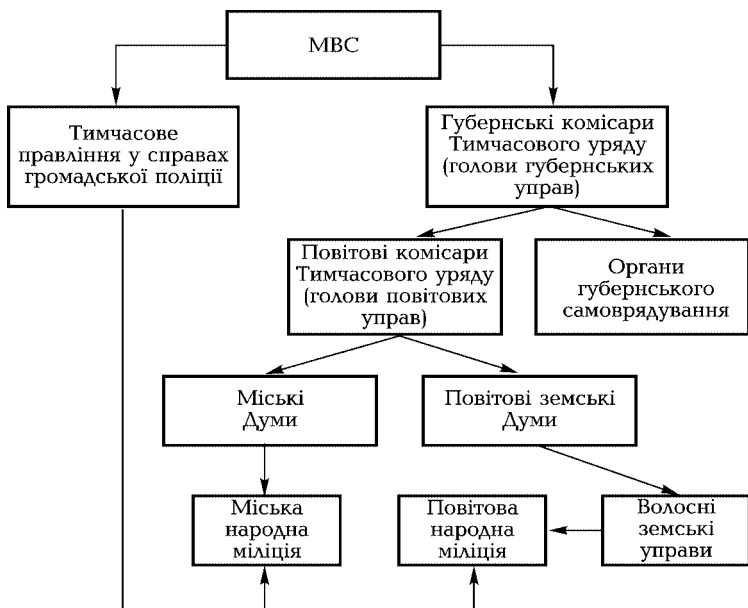 МВС
Тимчасове
правління у справах
громадської поліції
Губернські комісари
Тимчасового уряду
(голови губернських
управ)
Повітові комісари
Тимчасового уряду
(голови повітових
управ)
Органи
губернського
самоврядування
Міські
Думи
Повітові земські
Думи
Міська
народна
міліція
Повітова
народна
міліція
Волосні
земські
управи